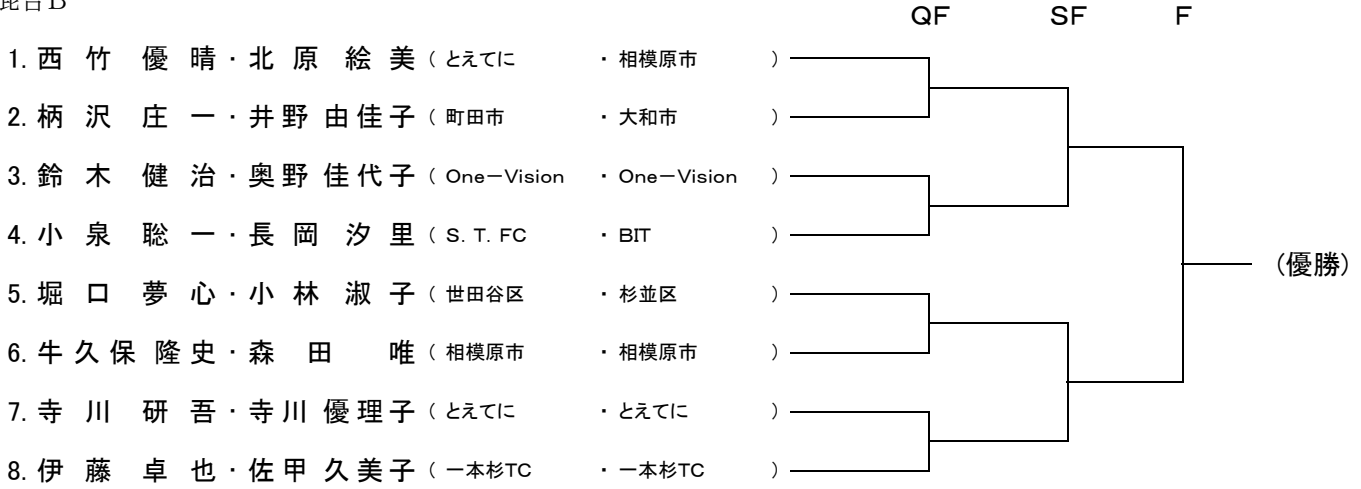 混合B
QF SF F
1. 西竹 優晴・北原 絵美 ( とえてに ・ 相模原市 )
2. 柄沢 庄一・井野 由佳子 ( 町田市 ・ 大和市 )
3. 鈴木 健治・奥野 佳代子 ( One－Vision ・ One－Vision )
4. 小泉 聡一・長岡 汐里 ( S. T. FC ・ BIT )
(優勝)
5. 堀口 夢心・小林 淑子 ( 世田谷区 ・ 杉並区 )
6. 牛久保 隆史・森田 唯 ( 相模原市 ・ 相模原市 )
7. 寺川 研吾・寺川 優理子 ( とえてに ・ とえてに )
8. 伊藤 卓也・佐甲 久美子 ( 一本杉TC ・ 一本杉TC )